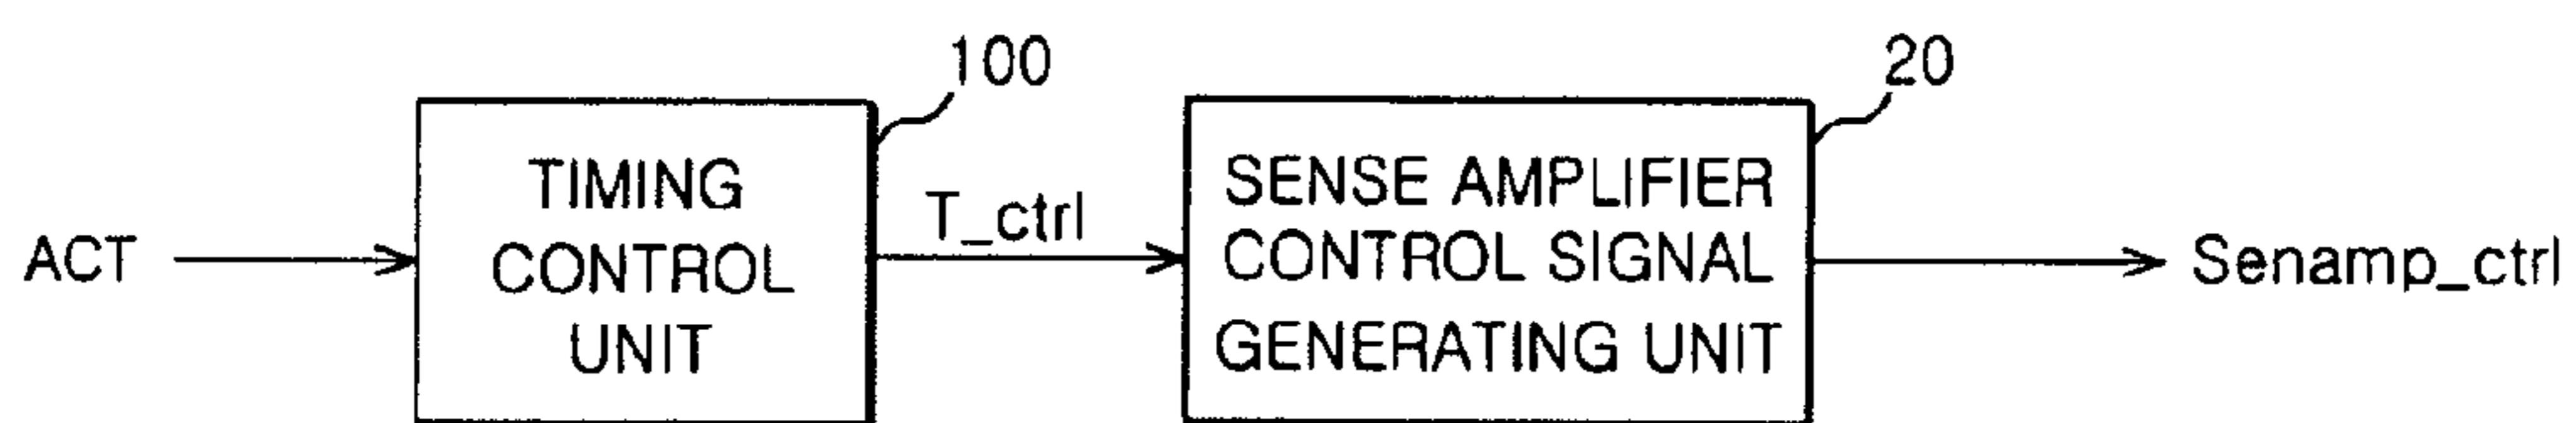 100
20
TIMING
CONTROL
UNIT
SENSE AMPLIFIER
CONTROL SIGNAL
GENERATING UNIT
ACT
T_ctrl
Senamp_ctrl